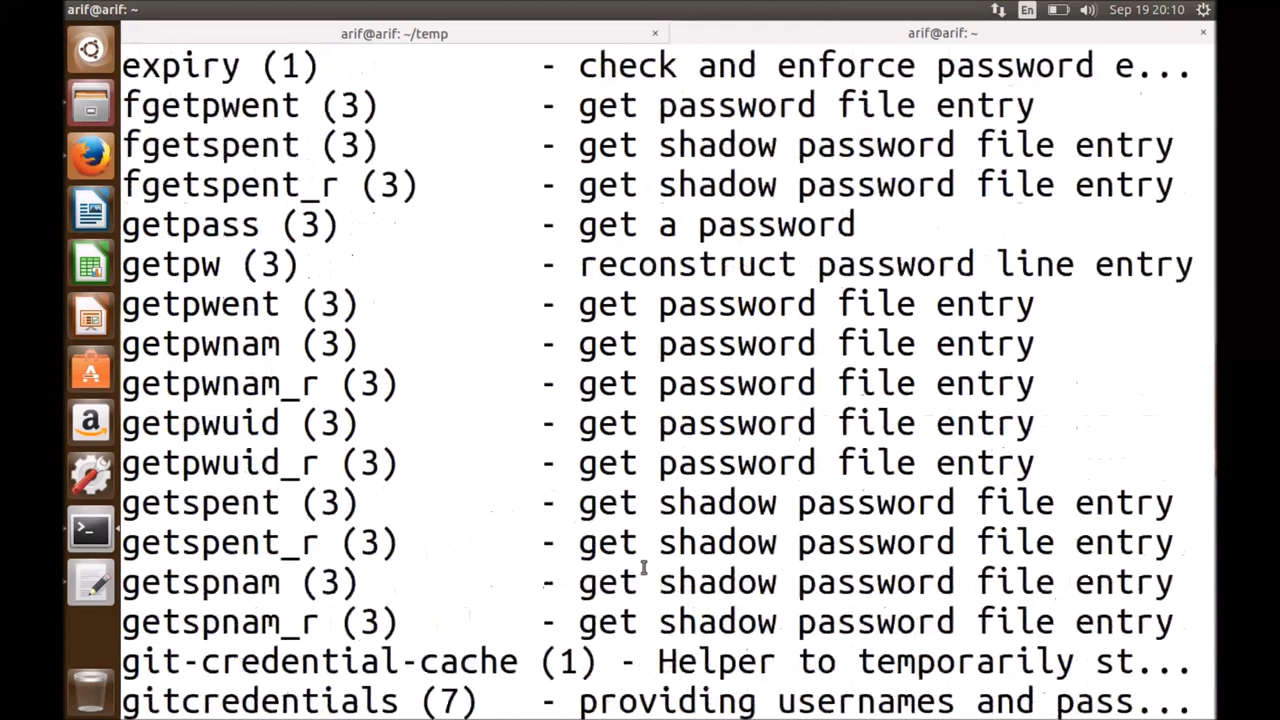 arif@arif: ~
En
Sep 19 20:10
arif@arif: ~/temp ×
arif@arif: ~ ×
expiry (1) - check and enforce password e...
fgetpwent (3) - get password file entry
fgetspent (3) - get shadow password file entry
fgetspent_r (3) - get shadow password file entry
getpass (3) - get a password
getpw (3) - reconstruct password line entry
getpwent (3) - get password file entry
getpwnam (3) - get password file entry
getpwnam_r (3) - get password file entry
getpwuid (3) - get password file entry
getpwuid_r (3) - get password file entry
getspent (3) - get shadow password file entry
getspent_r (3) - get shadow password file entry
getspnam (3) - get shadow password file entry
getspnam_r (3) - get shadow password file entry
git-credential-cache (1) - Helper to temporarily st...
gitcredentials (7) - providing usernames and pass...